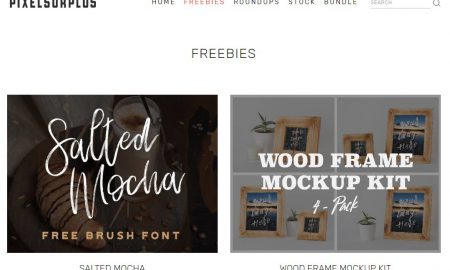 PIXELSURPLUS
HOME FREEBIES ROUNDUPS STOCK BUNDLE SEARCH
FREEBIES
Salted
Mocha
FREE BRUSH FONT
WOOD FRAME
MOCKUP KIT
4 - Pack
SALTED MOCHA
WOOD FRAME MOCKUP KIT